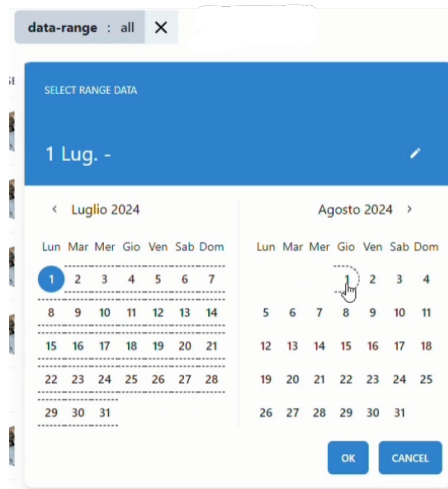 data-range : all ✕
SELECT RANGE DATA
1 Lug. -
Luglio 2024
Lun Mar Mer Gio Ven Sab Dom
1 2 3 4 5 6 7
8 9 10 11 12 13 14
15 16 17 18 19 20 21
22 23 24 25 26 27 28
29 30 31
Agosto 2024
Lun Mar Mer Gio Ven Sab Dom
1 2 3 4
5 6 7 8 9 10 11
12 13 14 15 16 17 18
19 20 21 22 23 24 25
26 27 28 29 30 31
OK CANCEL